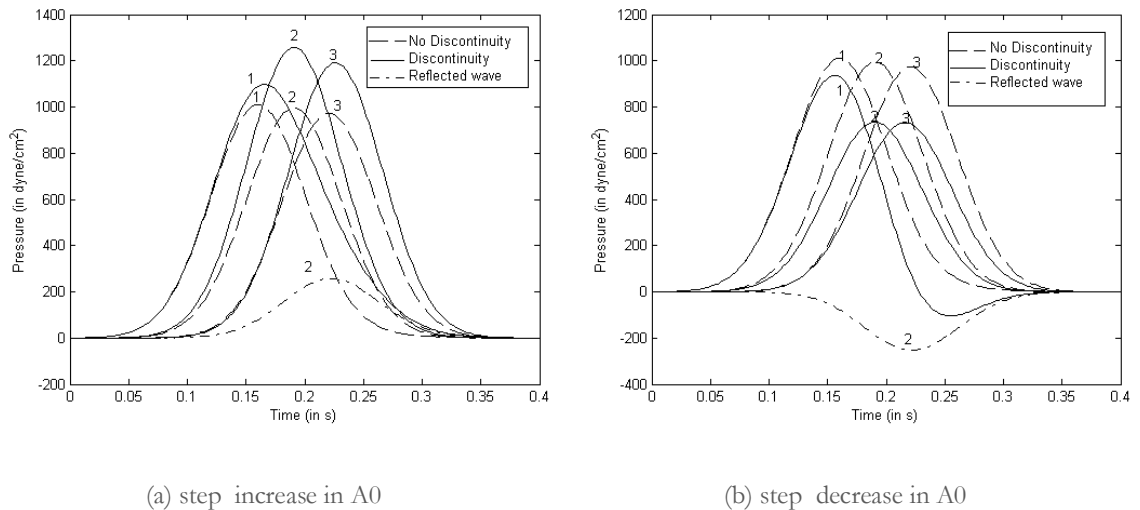 1400
1200
1000
800
600
400
200
0
-200
0 0.05 0.1 0.15 0.2 0.25 0.3 0.35 0.4
Pressure (in dyne/cm2)
Time (in s)
No Discontinuity
Discontinuity
Reflected wave
2
3
1
1
2
3
2
(a) step increase in A0
1200
1000
800
600
400
200
0
-200
-400
0 0.05 0.1 0.15 0.2 0.25 0.3 0.35 0.4
Pressure (in dyne/cm2)
Time (in s)
No Discontinuity
Discontinuity
Reflected wave
1
2
3
1
2
3
2
(b) step decrease in A0